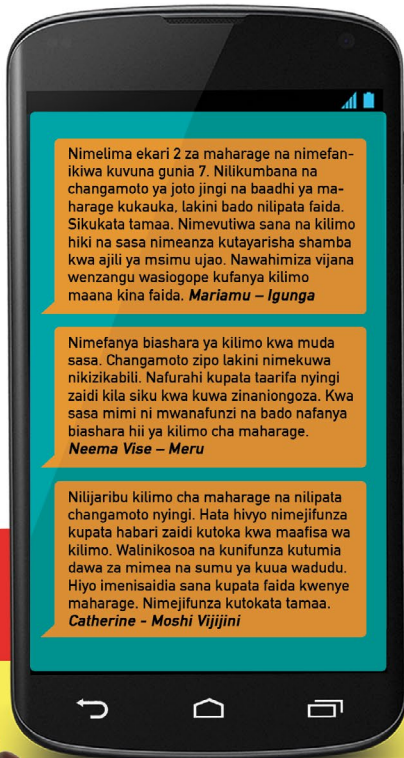 Nimelima ekari 2 za maharage na nimefan-
ikiwa kuvuna gunia 7. Nilikumbana na
changamoto ya joto jingi na baadhi ya ma-
harage kukauka, lakini bado nilipata faida.
Sikukata tamaa. Nimevutiwa sana na kilimo
hiki na sasa nimeanza kutayarisha shamba
kwa ajili ya msimu ujao. Nawahimiza vijana
wenzangu wasiogope kufanya kilimo
maana kina faida. Mariamu – Igunga
Nimefanya biashara ya kilimo kwa muda
sasa. Changamoto zipo lakini nimekuwa
nikizikabili. Nafurahi kupata taarifa nyingi
zaidi kila siku kwa kuwa zinaniongoza. Kwa
sasa mimi ni mwanafunzi na bado nafanya
biashara hii ya kilimo cha maharage.
Neema Vise – Meru
Nilijaribu kilimo cha maharage na nilipata
changamoto nyingi. Hata hivyo nimejifunza
kupata habari zaidi kutoka kwa maafisa wa
kilimo. Walinikosoa na kunifunza kutumia
dawa za mimea na sumu ya kuua wadudu.
Hiyo imenisaidia sana kupata faida kwenye
maharage. Nimejifunza kutokata tamaa.
Catherine - Moshi Vijijini